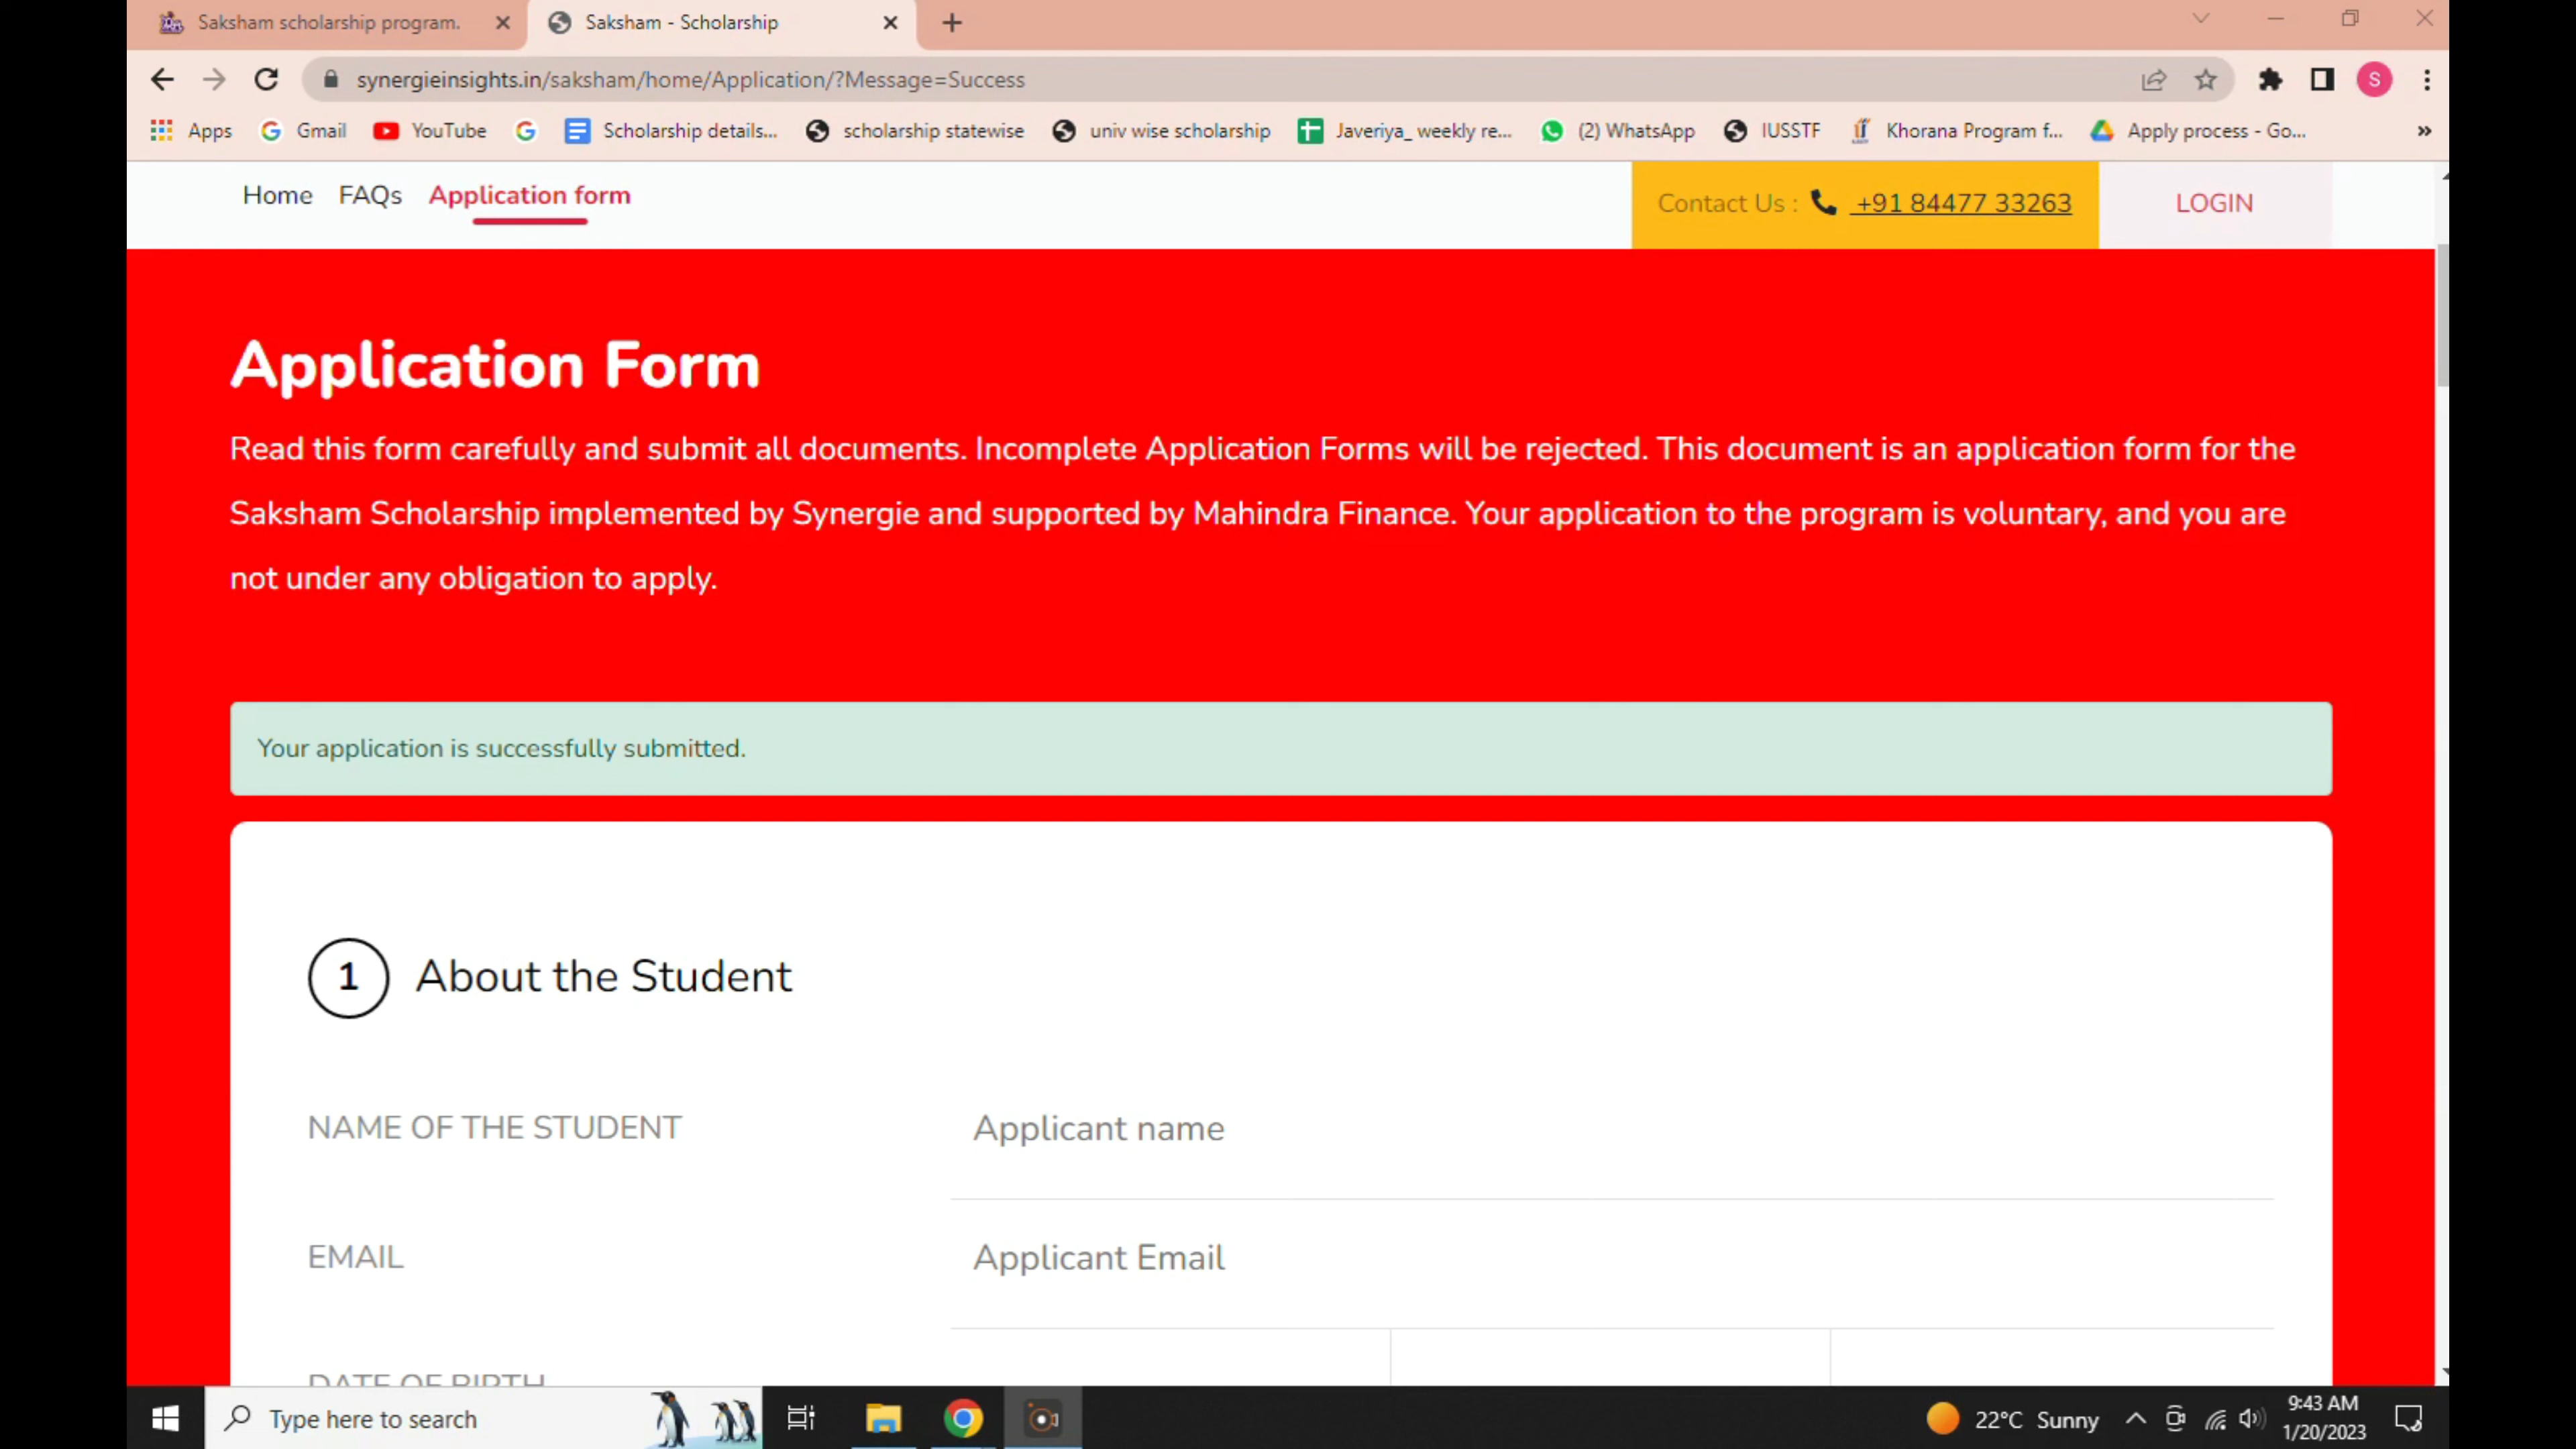 Saksham scholarship program.
Saksham - Scholarship
synergieinsights.in/saksham/home/Application/?Message=Success
S
Apps
Gmail
YouTube
Scholarship details...
scholarship statewise
univ wise scholarship
Javeriya_ weekly re...
(2) WhatsApp
IUSSTF
Khorana Program f...
Apply process - Go...
»
Home
FAQs
Application form
Contact Us :
+91 84477 33263
LOGIN
Application Form
Read this form carefully and submit all documents. Incomplete Application Forms will be rejected. This document is an application form for the
Saksham Scholarship implemented by Synergie and supported by Mahindra Finance. Your application to the program is voluntary, and you are
not under any obligation to apply.
Your application is successfully submitted.
1 About the Student
NAME OF THE STUDENT
Applicant name
EMAIL
Applicant Email
DATE OF BIRTH
Type here to search
22°C Sunny
9:43 AM
1/20/2023